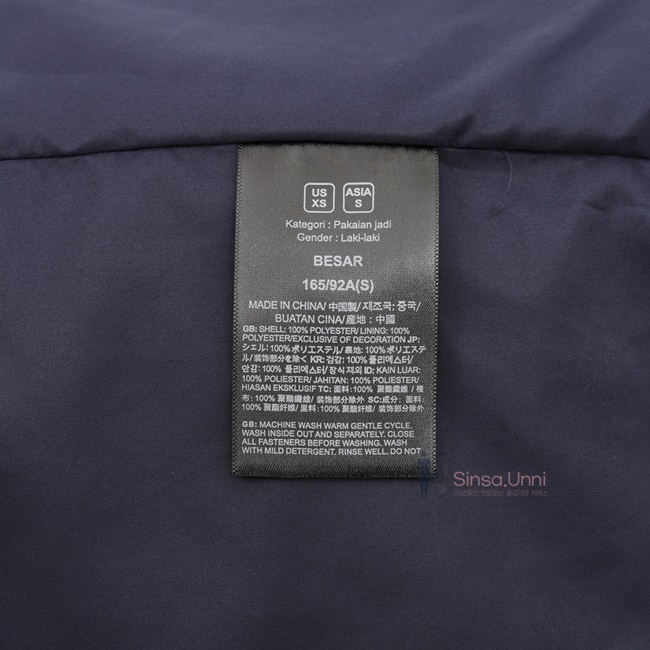 US
XS
ASIA
S
Kategori : Pakaian jadi
Gender : Laki-laki
BESAR
165/92A(S)
MADE IN CHINA/ 中国製/ 제조국: 중국/
BUATAN CINA/ 產地 : 中國
GB: SHELL: 100% POLYESTER/ LINING: 100%
POLYESTER/EXCLUSIVE OF DECORATION JP:
シェル: 100% ポリエステル/ 裏地: 100% ポリエステ
ル/装飾部分を除く KR: 겉감: 100% 폴리에스터/
안감: 100% 폴리에스터/ 장식 제외 ID: KAIN LUAR:
100% POLIESTER/ JAHITAN: 100% POLIESTER/
HIASAN EKSKLUSIF TC: 面料: 100% 聚酯纖維 / 裡
布: 100% 聚酯纖維/ 裝飾部分除外 SC:成分： 面料:
100% 聚酯纤维/ 里料: 100% 聚酯纤维/ 装饰部分除外
GB: MACHINE WASH WARM GENTLE CYCLE.
WASH INSIDE OUT AND SEPARATELY. CLOSE
ALL FASTENERS BEFORE WASHING. WASH
WITH MILD DETERGENT. RINSE WELL. DO NOT
Sinsa.Unni